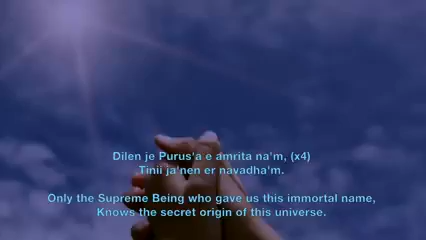 Dilen je Purus'a e amrita na'm, (x4)
Tinii ja'nen er navadha'm.
Only the Supreme Being who gave us this immortal name,
Knows the secret origin of this universe.